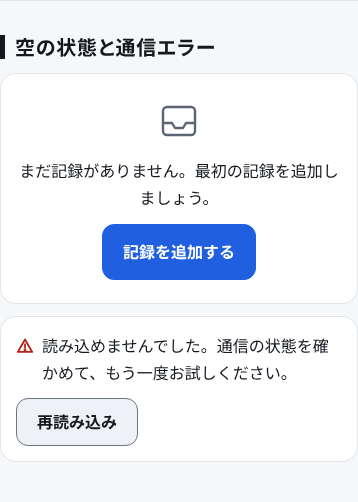 空の状態と通信エラー
まだ記録がありません。最初の記録を追加し
ましょう。
記録を追加する
読み込めませんでした。通信の状態を確
かめて、もう一度お試しください。
再読み込み